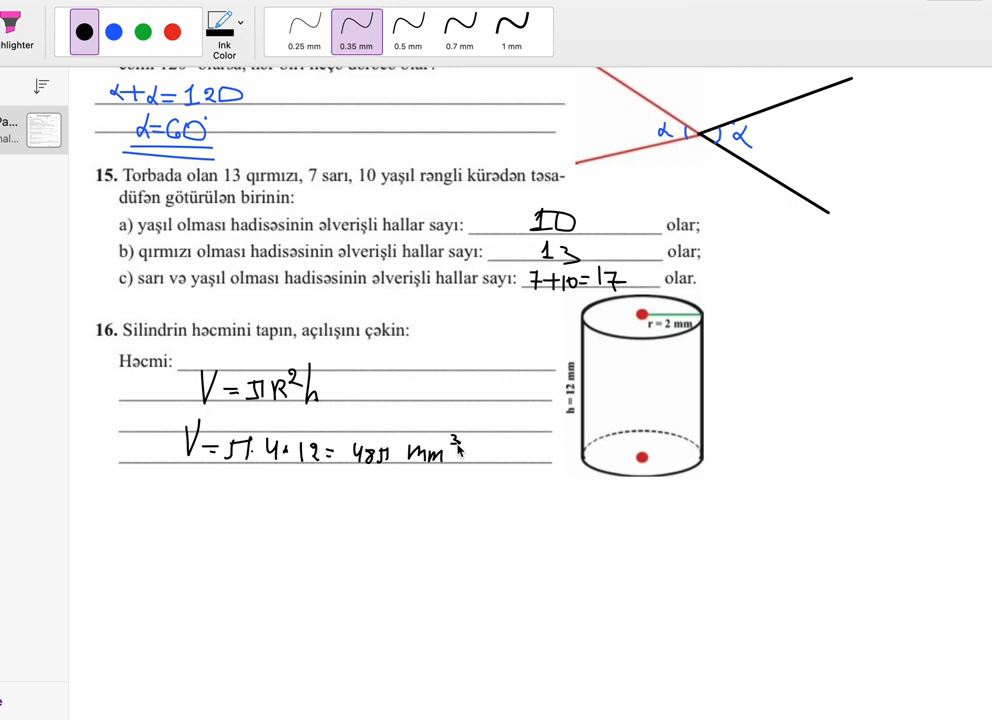 hlighter
Ink
Color
0.25 mm
0.35 mm
0.5 mm
0.7 mm
1 mm
Pa...
nal...
α+α=120
α=60°
α
α
15. Torbada olan 13 qırmızı, 7 sarı, 10 yaşıl rəngli kürədən təsa-
düfən götürülən birinin:
a) yaşıl olması hadisəsinin əlverişli hallar sayı: 10 olar;
b) qırmızı olması hadisəsinin əlverişli hallar sayı: 13 olar;
c) sarı və yaşıl olması hadisəsinin əlverişli hallar sayı: 7+10=17 olar.
16. Silindrin həcmini tapın, açılışını çəkin:
Həcmi:
V=πR²h
V=π·4·12=48π mm³
r = 2 mm
h = 12 mm